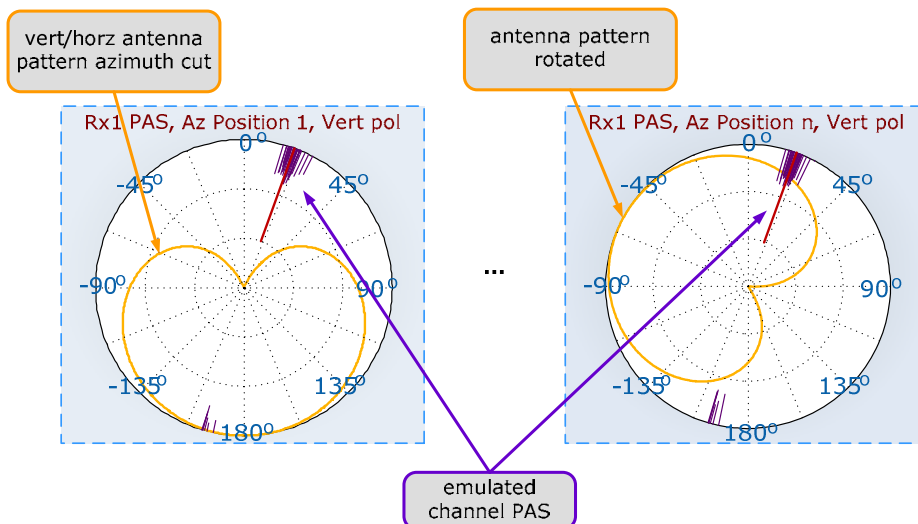 vert/horz antenna
pattern azimuth cut
antenna pattern
rotated
Rx1 PAS, Az Position 1, Vert pol
0°
-45°
45°
-90°
90°
-135°
135°
180°
...
Rx1 PAS, Az Position n, Vert pol
0°
-45°
45°
-90°
90°
-135°
135°
180°
emulated
channel PAS